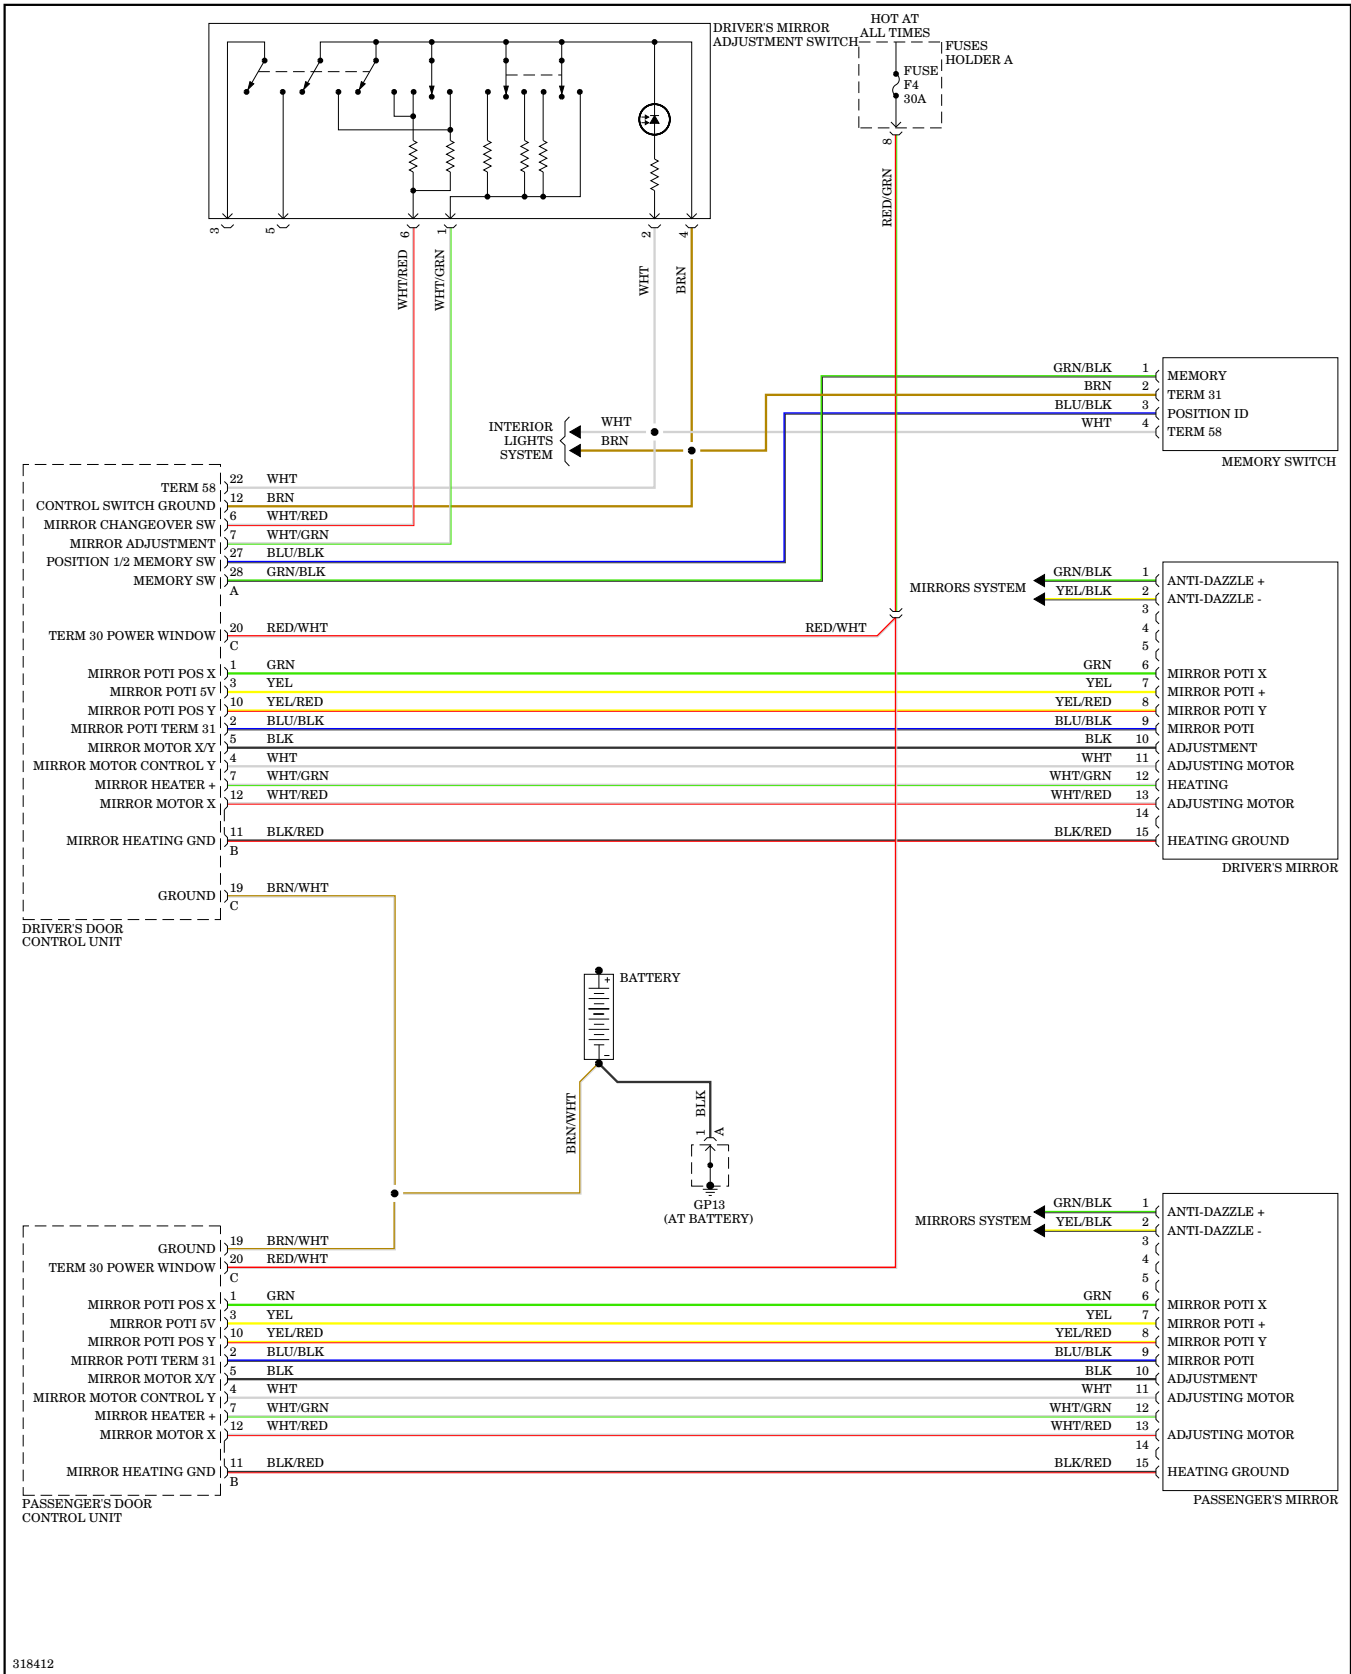 HOT AT
ALL TIMES
DRIVER'S MIRROR
ADJUSTMENT SWITCH
FUSES
HOLDER A
FUSE
F4
30A
8
RED/GRN
3
5
6
1
2
4
WHT/RED
WHT/GRN
WHT
BRN
GRN/BLK 1 MEMORY
BRN 2 TERM 31
BLU/BLK 3 POSITION ID
WHT 4 TERM 58
MEMORY SWITCH
INTERIOR
LIGHTS
SYSTEM
WHT
BRN
TERM 58 22 WHT
CONTROL SWITCH GROUND 12 BRN
MIRROR CHANGEOVER SW 6 WHT/RED
MIRROR ADJUSTMENT 7 WHT/GRN
POSITION 1/2 MEMORY SW 27 BLU/BLK
MEMORY SW 28 GRN/BLK
A
TERM 30 POWER WINDOW 20 RED/WHT RED/WHT
C
MIRRORS SYSTEM
GRN/BLK 1 ANTI-DAZZLE +
YEL/BLK 2 ANTI-DAZZLE -
3
4
5
MIRROR POTI POS X 1 GRN GRN 6 MIRROR POTI X
MIRROR POTI 5V 3 YEL YEL 7 MIRROR POTI +
MIRROR POTI POS Y 10 YEL/RED YEL/RED 8 MIRROR POTI Y
MIRROR POTI TERM 31 2 BLU/BLK BLU/BLK 9 MIRROR POTI
MIRROR MOTOR X/Y 5 BLK BLK 10 ADJUSTMENT
MIRROR MOTOR CONTROL Y 4 WHT WHT 11 ADJUSTING MOTOR
MIRROR HEATER + 7 WHT/GRN WHT/GRN 12 HEATING
MIRROR MOTOR X 12 WHT/RED WHT/RED 13 ADJUSTING MOTOR
14
MIRROR HEATING GND 11 BLK/RED BLK/RED 15 HEATING GROUND
B
DRIVER'S MIRROR
GROUND 19 BRN/WHT
C
DRIVER'S DOOR
CONTROL UNIT
BATTERY
+
-
BRN/WHT
BLK
1
A
GP13
(AT BATTERY)
MIRRORS SYSTEM
GRN/BLK 1 ANTI-DAZZLE +
YEL/BLK 2 ANTI-DAZZLE -
3
4
5
GROUND 19 BRN/WHT
TERM 30 POWER WINDOW 20 RED/WHT
C
MIRROR POTI POS X 1 GRN GRN 6 MIRROR POTI X
MIRROR POTI 5V 3 YEL YEL 7 MIRROR POTI +
MIRROR POTI POS Y 10 YEL/RED YEL/RED 8 MIRROR POTI Y
MIRROR POTI TERM 31 2 BLU/BLK BLU/BLK 9 MIRROR POTI
MIRROR MOTOR X/Y 5 BLK BLK 10 ADJUSTMENT
MIRROR MOTOR CONTROL Y 4 WHT WHT 11 ADJUSTING MOTOR
MIRROR HEATER + 7 WHT/GRN WHT/GRN 12
MIRROR MOTOR X 12 WHT/RED WHT/RED 13 ADJUSTING MOTOR
14
MIRROR HEATING GND 11 BLK/RED BLK/RED 15 HEATING GROUND
B
PASSENGER'S DOOR
CONTROL UNIT
PASSENGER'S MIRROR
318412